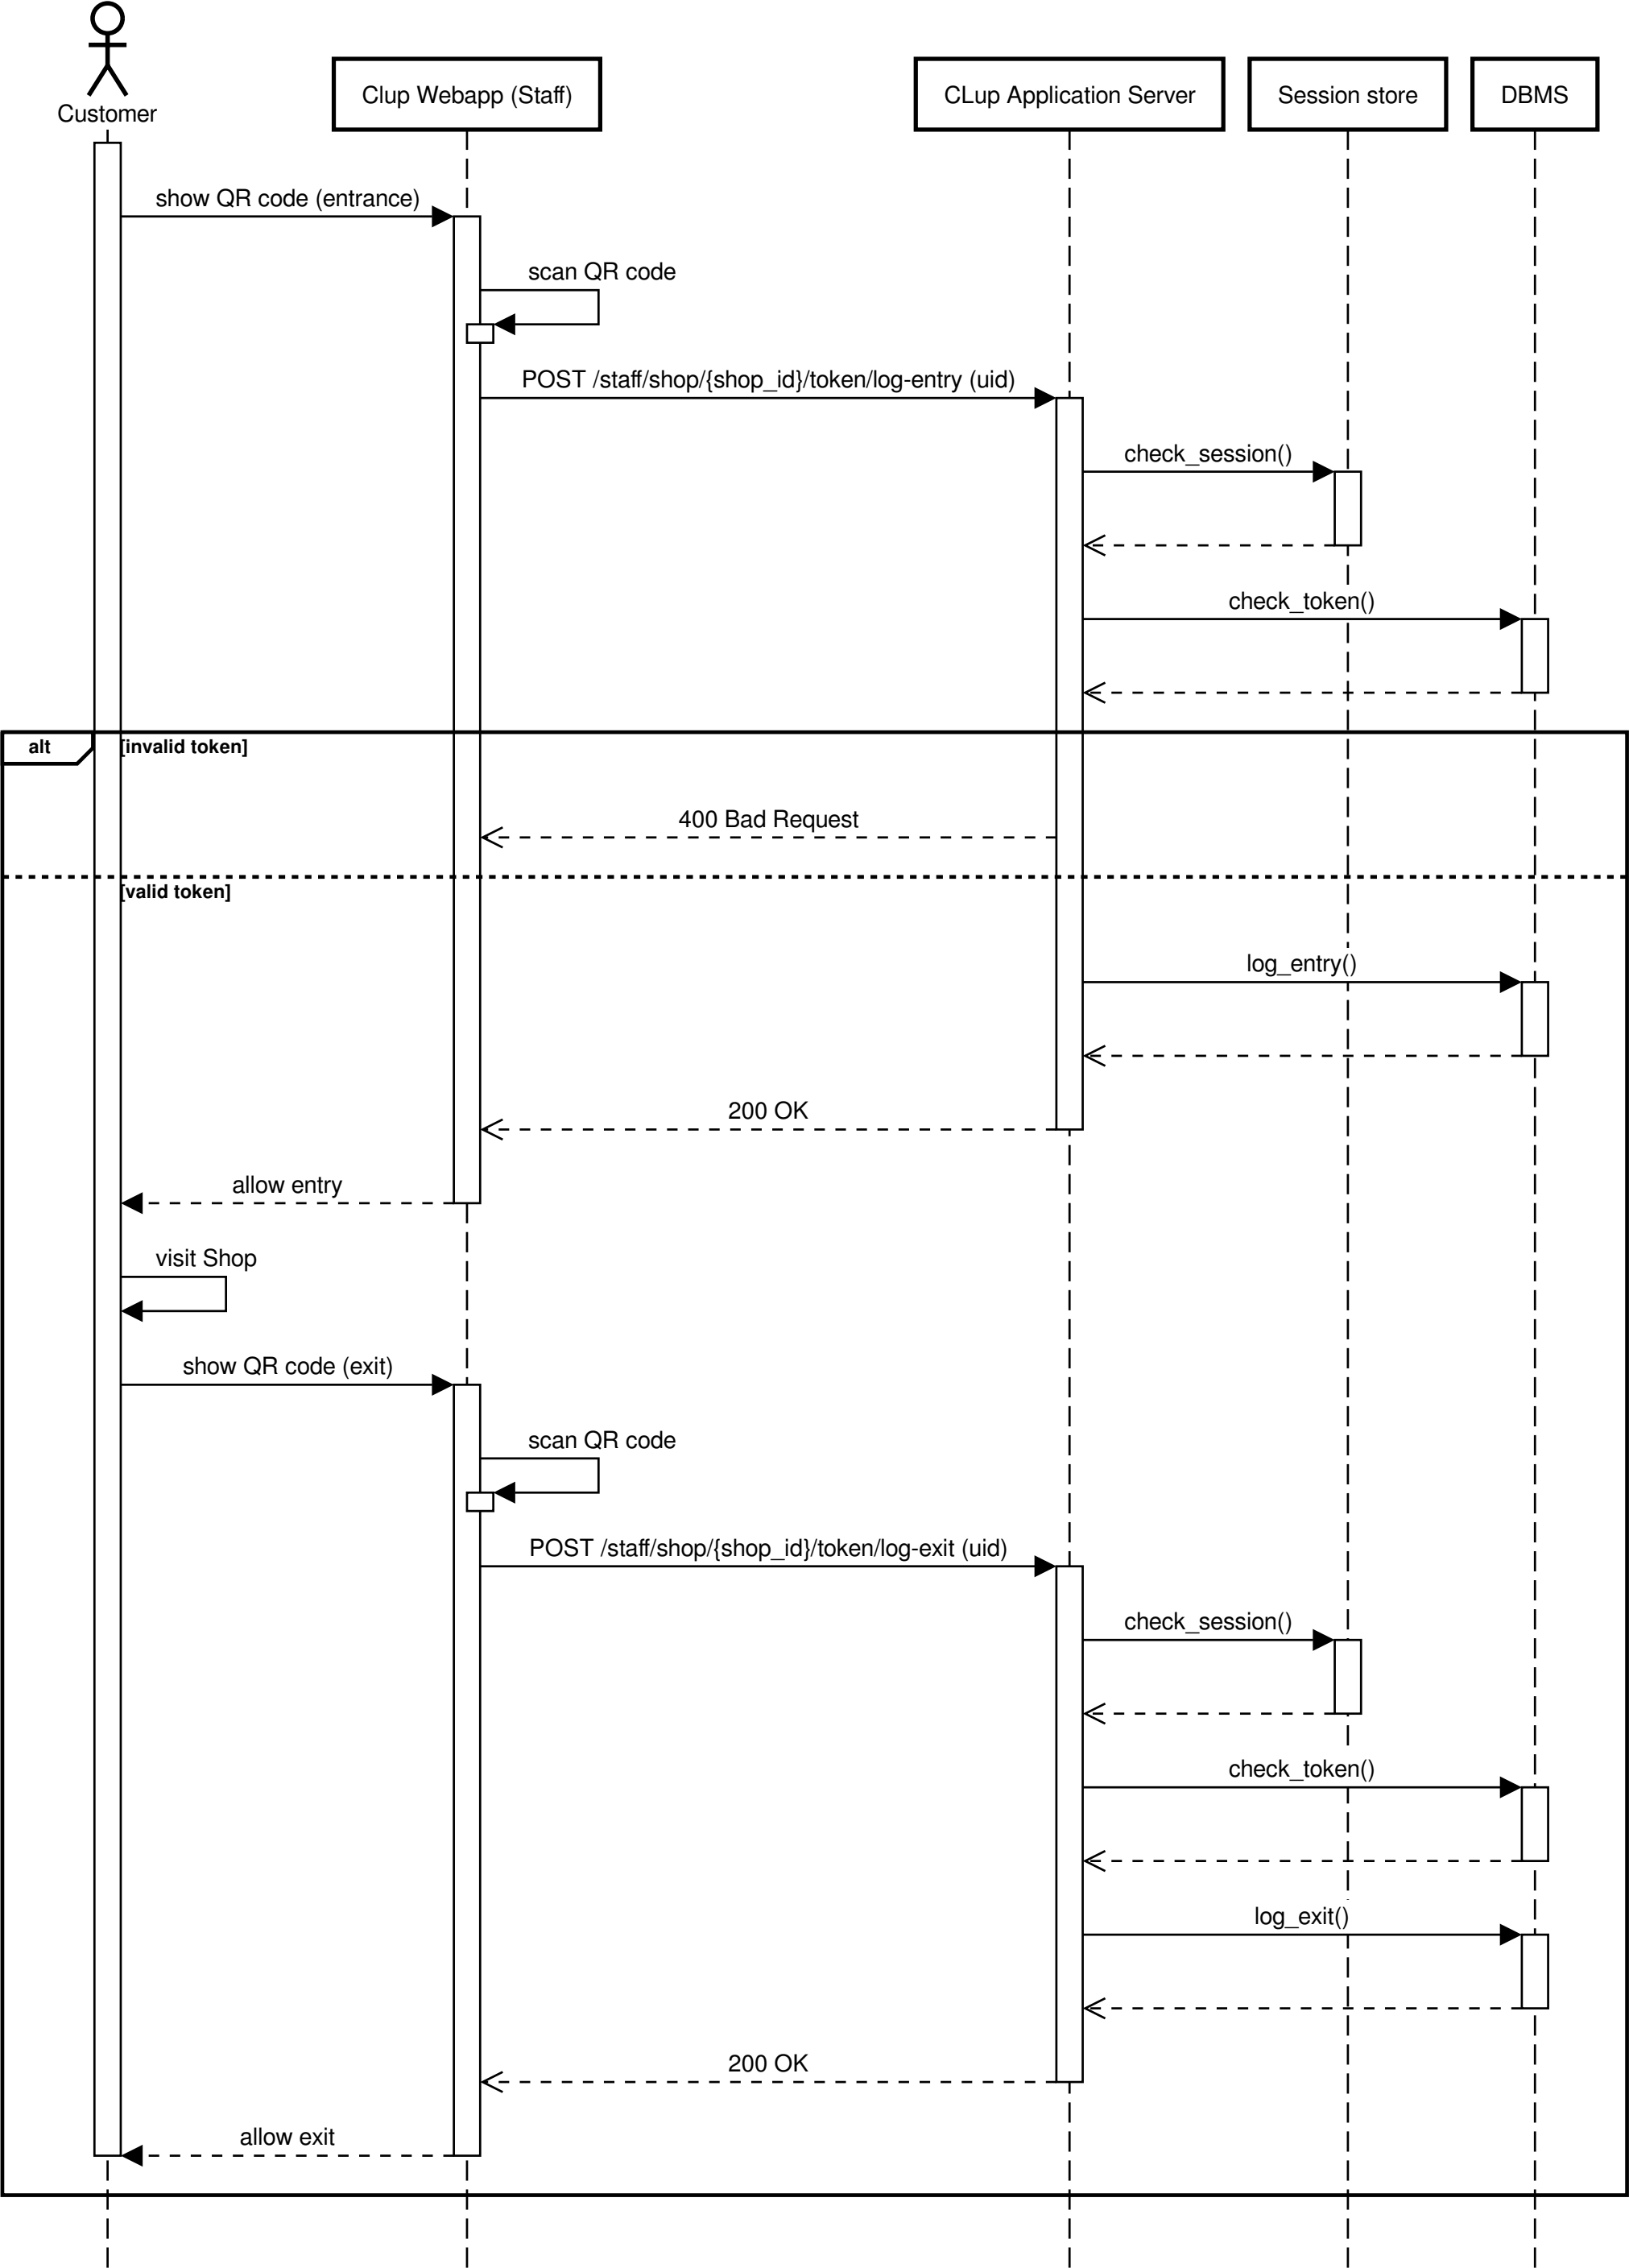 Customer
Clup Webapp (Staff)
CLup Application Server
Session store
DBMS
show QR code (entrance)
scan QR code
POST /staff/shop/{shop_id}/token/log-entry (uid)
check_session()
check_token()
alt
[invalid token]
400 Bad Request
[valid token]
log_entry()
200 OK
allow entry
visit Shop
show QR code (exit)
scan QR code
POST /staff/shop/{shop_id}/token/log-exit (uid)
check_session()
check_token()
log_exit()
200 OK
allow exit